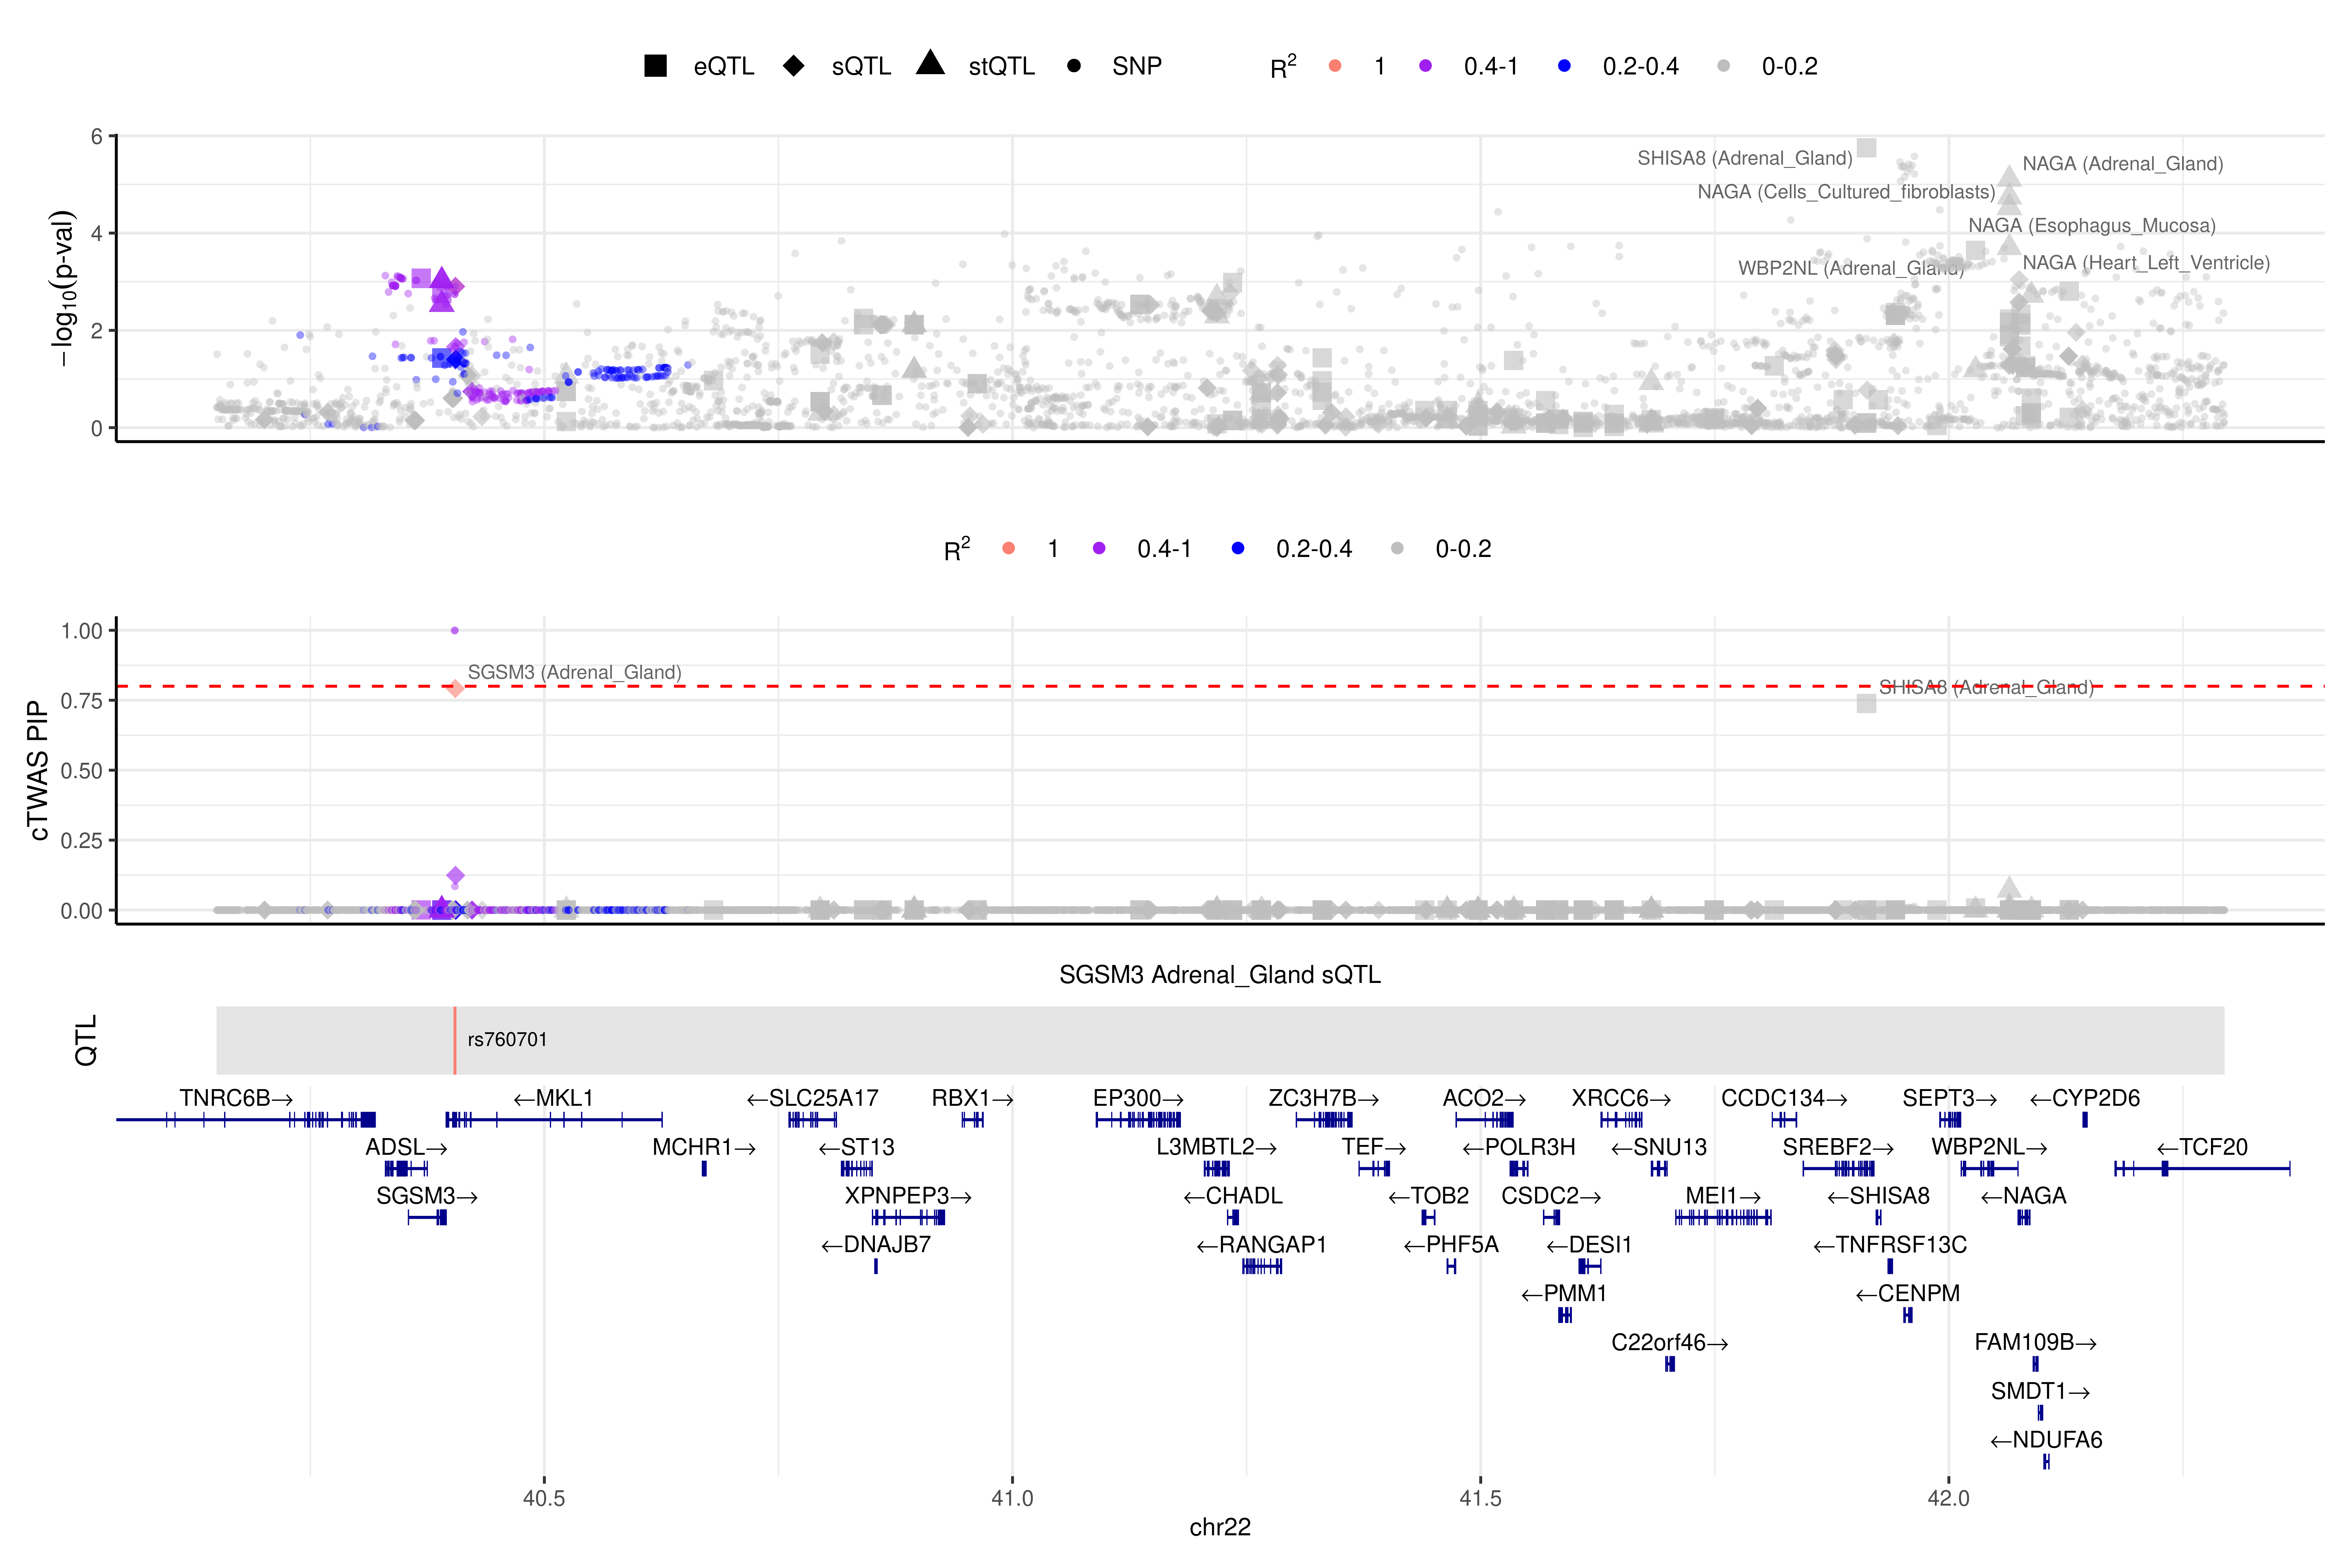 eQTL sQTL stQTL SNP R2 1 0.4-1 0.2-0.4 0-0.2
6
SHISA8 (Adrenal_Gland)
NAGA (Adrenal_Gland)
NAGA (Cells_Cultured_fibroblasts)
4
NAGA (Esophagus_Mucosa)
NAGA (Heart_Left_Ventricle)
WBP2NL (Adrenal_Gland)
2
0
−log10(p-val)
R2 1 0.4-1 0.2-0.4 0-0.2
1.00
SGSM3 (Adrenal_Gland)
SHISA8 (Adrenal_Gland)
0.75
0.50
0.25
0.00
cTWAS PIP
SGSM3 Adrenal_Gland sQTL
QTL
rs760701
TNRC6B→ ←MKL1 ←SLC25A17 RBX1→ EP300→ ZC3H7B→ ACO2→ XRCC6→ CCDC134→ SEPT3→ ←CYP2D6
ADSL→ MCHR1→ ←ST13 L3MBTL2→ TEF→ ←POLR3H ←SNU13 SREBF2→ WBP2NL→ ←TCF20
SGSM3→ XPNPEP3→ ←CHADL ←TOB2 CSDC2→ MEI1→ ←SHISA8 ←NAGA
←DNAJB7 ←RANGAP1 ←PHF5A ←DESI1 ←TNFRSF13C
←PMM1 ←CENPM
C22orf46→ FAM109B→
SMDT1→
←NDUFA6
40.5 41.0 41.5 42.0
chr22